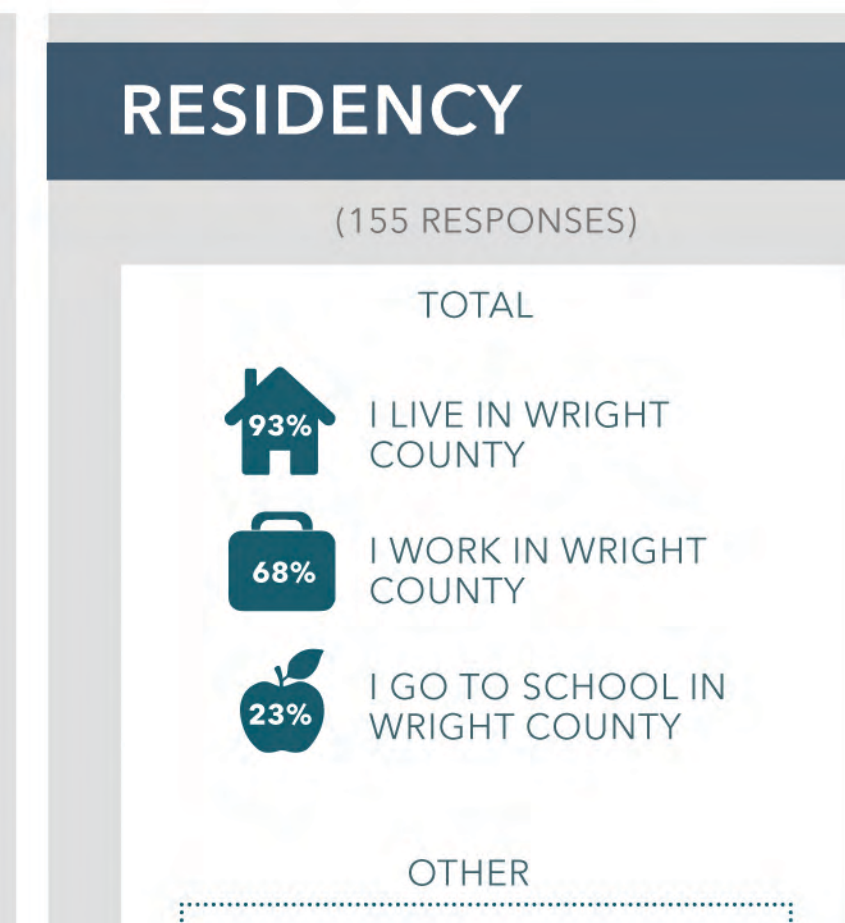 RESIDENCY
(155 RESPONSES)
TOTAL
93%
I LIVE IN WRIGHT
COUNTY
68%
I WORK IN WRIGHT
COUNTY
23%
I GO TO SCHOOL IN
WRIGHT COUNTY
OTHER